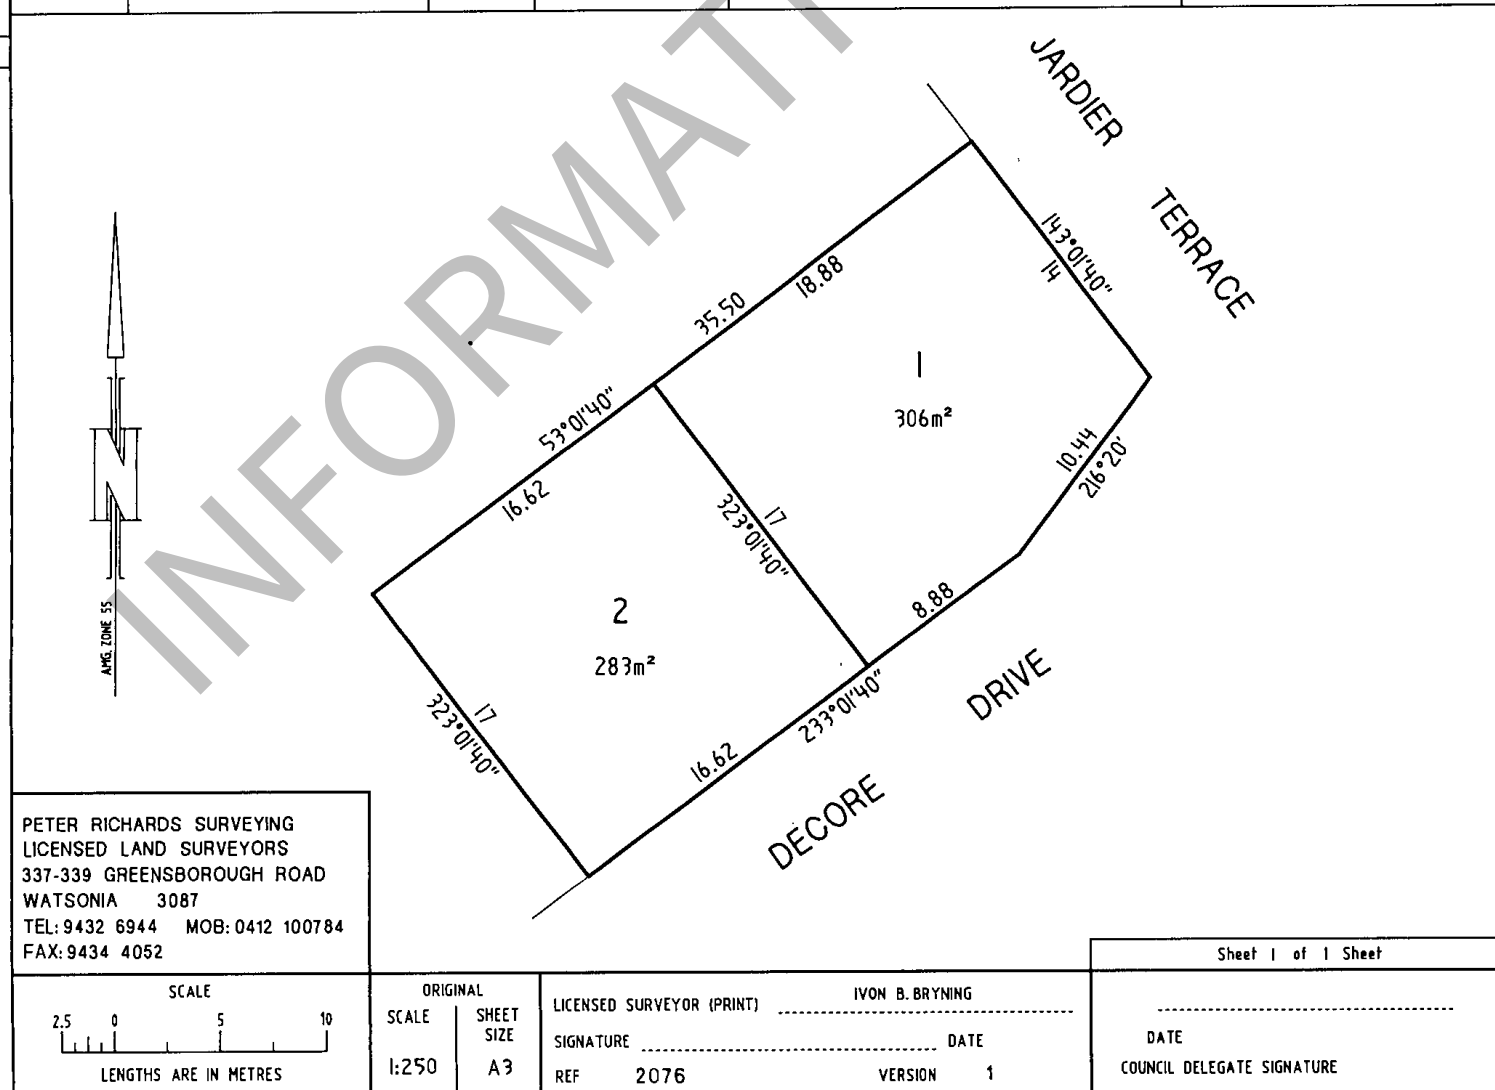 INFORMATI
JARDIER
TERRACE
143°01'40"
14
18.88
35.50
1
306m²
53°01'40"
10.44
216°20'
16.62
17
323°01'40"
2
283m²
8.88
AMG. ZONE 55
N
DRIVE
17
323°01'40"
233°01'40"
16.62
DECORE
PETER RICHARDS SURVEYING
LICENSED LAND SURVEYORS
337-339 GREENSBOROUGH ROAD
WATSONIA 3087
TEL: 9432 6944 MOB: 0412 100784
FAX: 9434 4052
Sheet 1 of 1 Sheet
SCALE
2.5 0 5 10
LENGTHS ARE IN METRES
ORIGINAL
SCALE SHEET SIZE
1:250 A3
LICENSED SURVEYOR (PRINT) IVON B. BRYNING
SIGNATURE DATE
REF 2076 VERSION 1
DATE
COUNCIL DELEGATE SIGNATURE